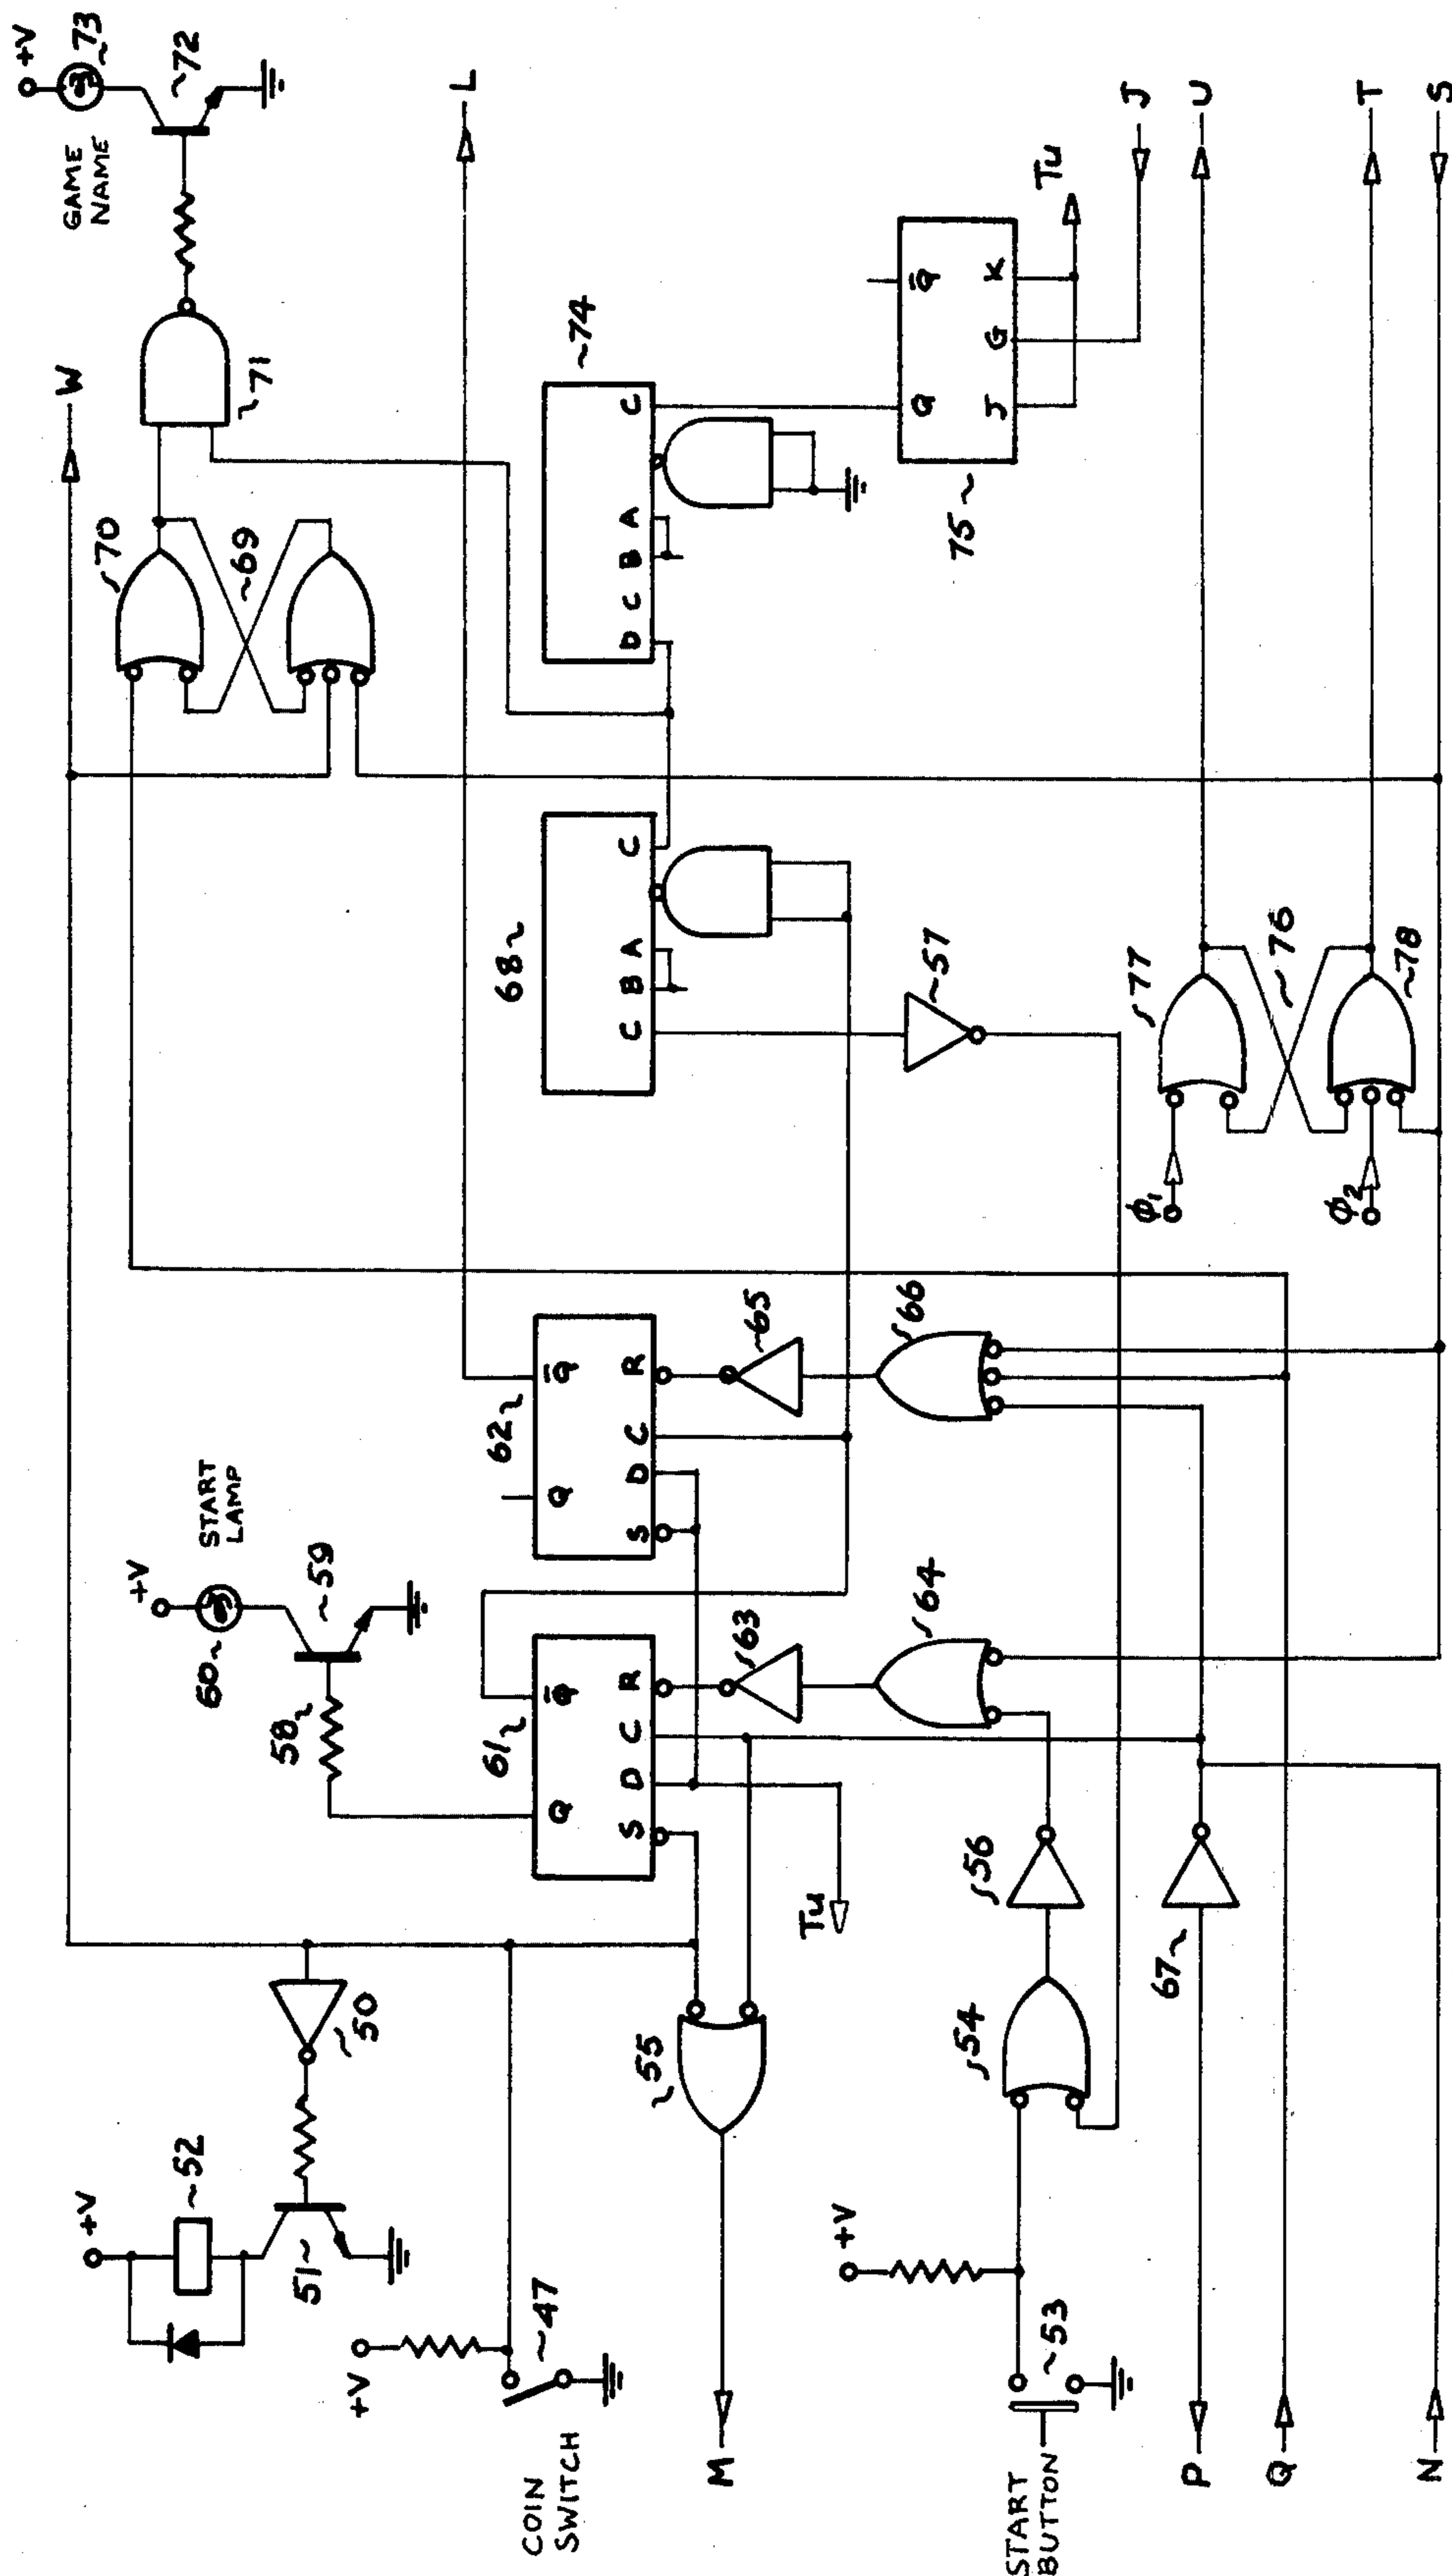 +V
73
72
GAME
NAME
W
71
70
69
L
74
C
A
B
C
D
Tu
Q̅
K
G
Q
J
75
J
U
T
S
68
C
A
B
C
57
77
76
78
φ1
φ2
62
Q̅
Q
R
C
D
S
65
66
START
LAMP
+V
60
59
58
61
Q̅
Q
R
C
D
S
63
64
Tu
50
51
52
+V
55
54
56
67
+V
47
COIN
SWITCH
M
+V
53
START
BUTTON
P
Q
N